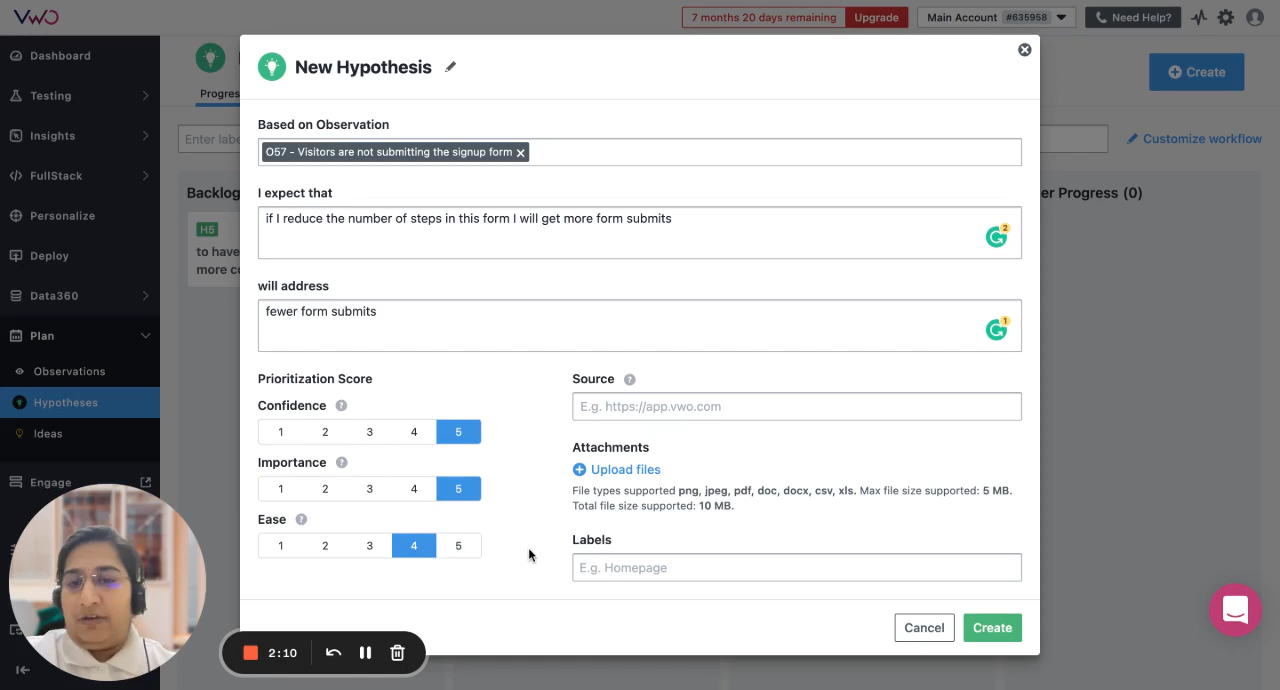 VWO
7 months 20 days remaining
Upgrade
Main Account #635958
Need Help?
Dashboard
Testing
Insights
FullStack
Personalize
Deploy
Data360
Plan
Observations
Hypotheses
Ideas
Engage
Progres
Create
Enter labe
Customize workflow
Backlog
er Progress (0)
H5
to have
more co
New Hypothesis
Based on Observation
O57 - Visitors are not submitting the signup form
I expect that
if I reduce the number of steps in this form I will get more form submits
2
will address
fewer form submits
1
Prioritization Score
Confidence
1 2 3 4 5
Importance
1 2 3 4 5
Ease
1 2 3 4 5
Source
E.g. https://app.vwo.com
Attachments
Upload files
File types supported png, jpeg, pdf, doc, docx, csv, xls. Max file size supported: 5 MB.
Total file size supported: 10 MB.
Labels
E.g. Homepage
Cancel
Create
2:10